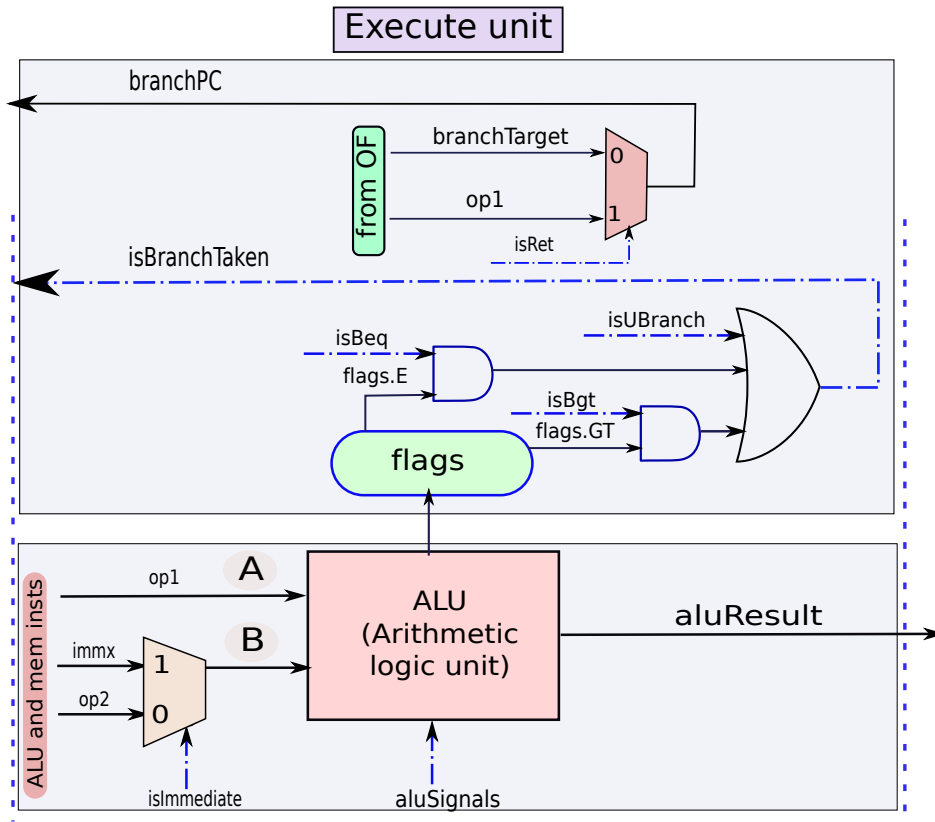 Execute unit
branchPC
from OF
branchTarget
0
op1
1
isRet
isBranchTaken
isUBranch
isBeq
flags.E
isBgt
flags.GT
flags
ALU and mem insts
op1
A
immx
1
B
op2
0
isImmediate
ALU
(Arithmetic
logic unit)
aluSignals
aluResult